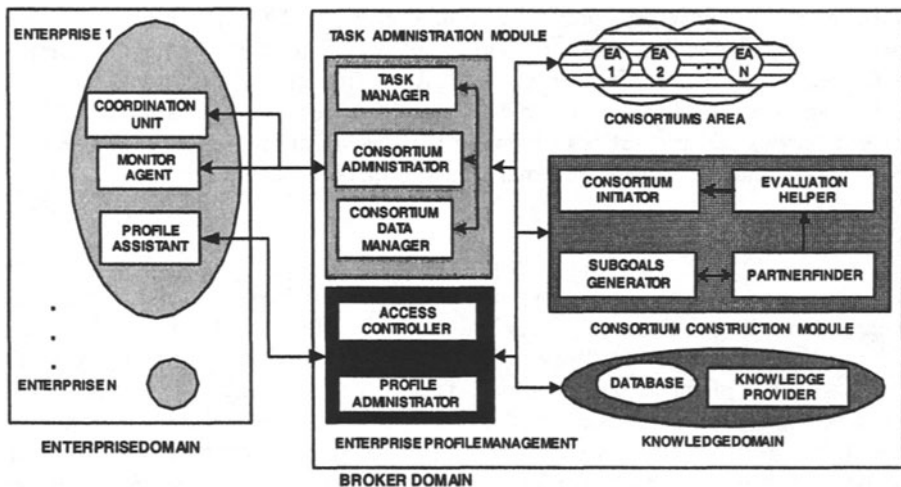 ENTERPRISE 1
COORDINATION
UNIT
MONITOR
AGENT
PROFILE
ASSISTANT
ENTERPRISE N
ENTERPRISEDOMAIN
TASK ADMINISTRATION MODULE
TASK
MANAGER
CONSORTIUM
ADMINISTRATOR
CONSORTIUM
DATA
MANAGER
ACCESS
CONTROLLER
PROFILE
ADMINISTRATOR
ENTERPRISE PROFILEMANAGEMENT
EA
1
EA
2
...
EA
N
CONSORTIUMS AREA
CONSORTIUM
INITIATOR
EVALUATION
HELPER
SUBGOALS
GENERATOR
PARTNERFINDER
CONSORTIUM CONSTRUCTION MODULE
DATABASE
KNOWLEDGE
PROVIDER
KNOWLEDGEDOMAIN
BROKER DOMAIN